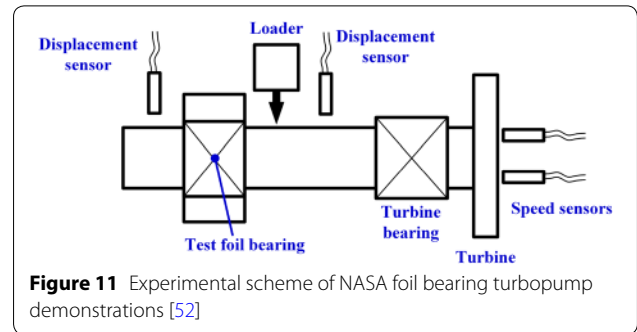 Displacement
sensor
Loader
Displacement
sensor
Test foil bearing
Turbine
bearing
Speed sensors
Turbine
Figure 11 Experimental scheme of NASA foil bearing turbopump
demonstrations [52]